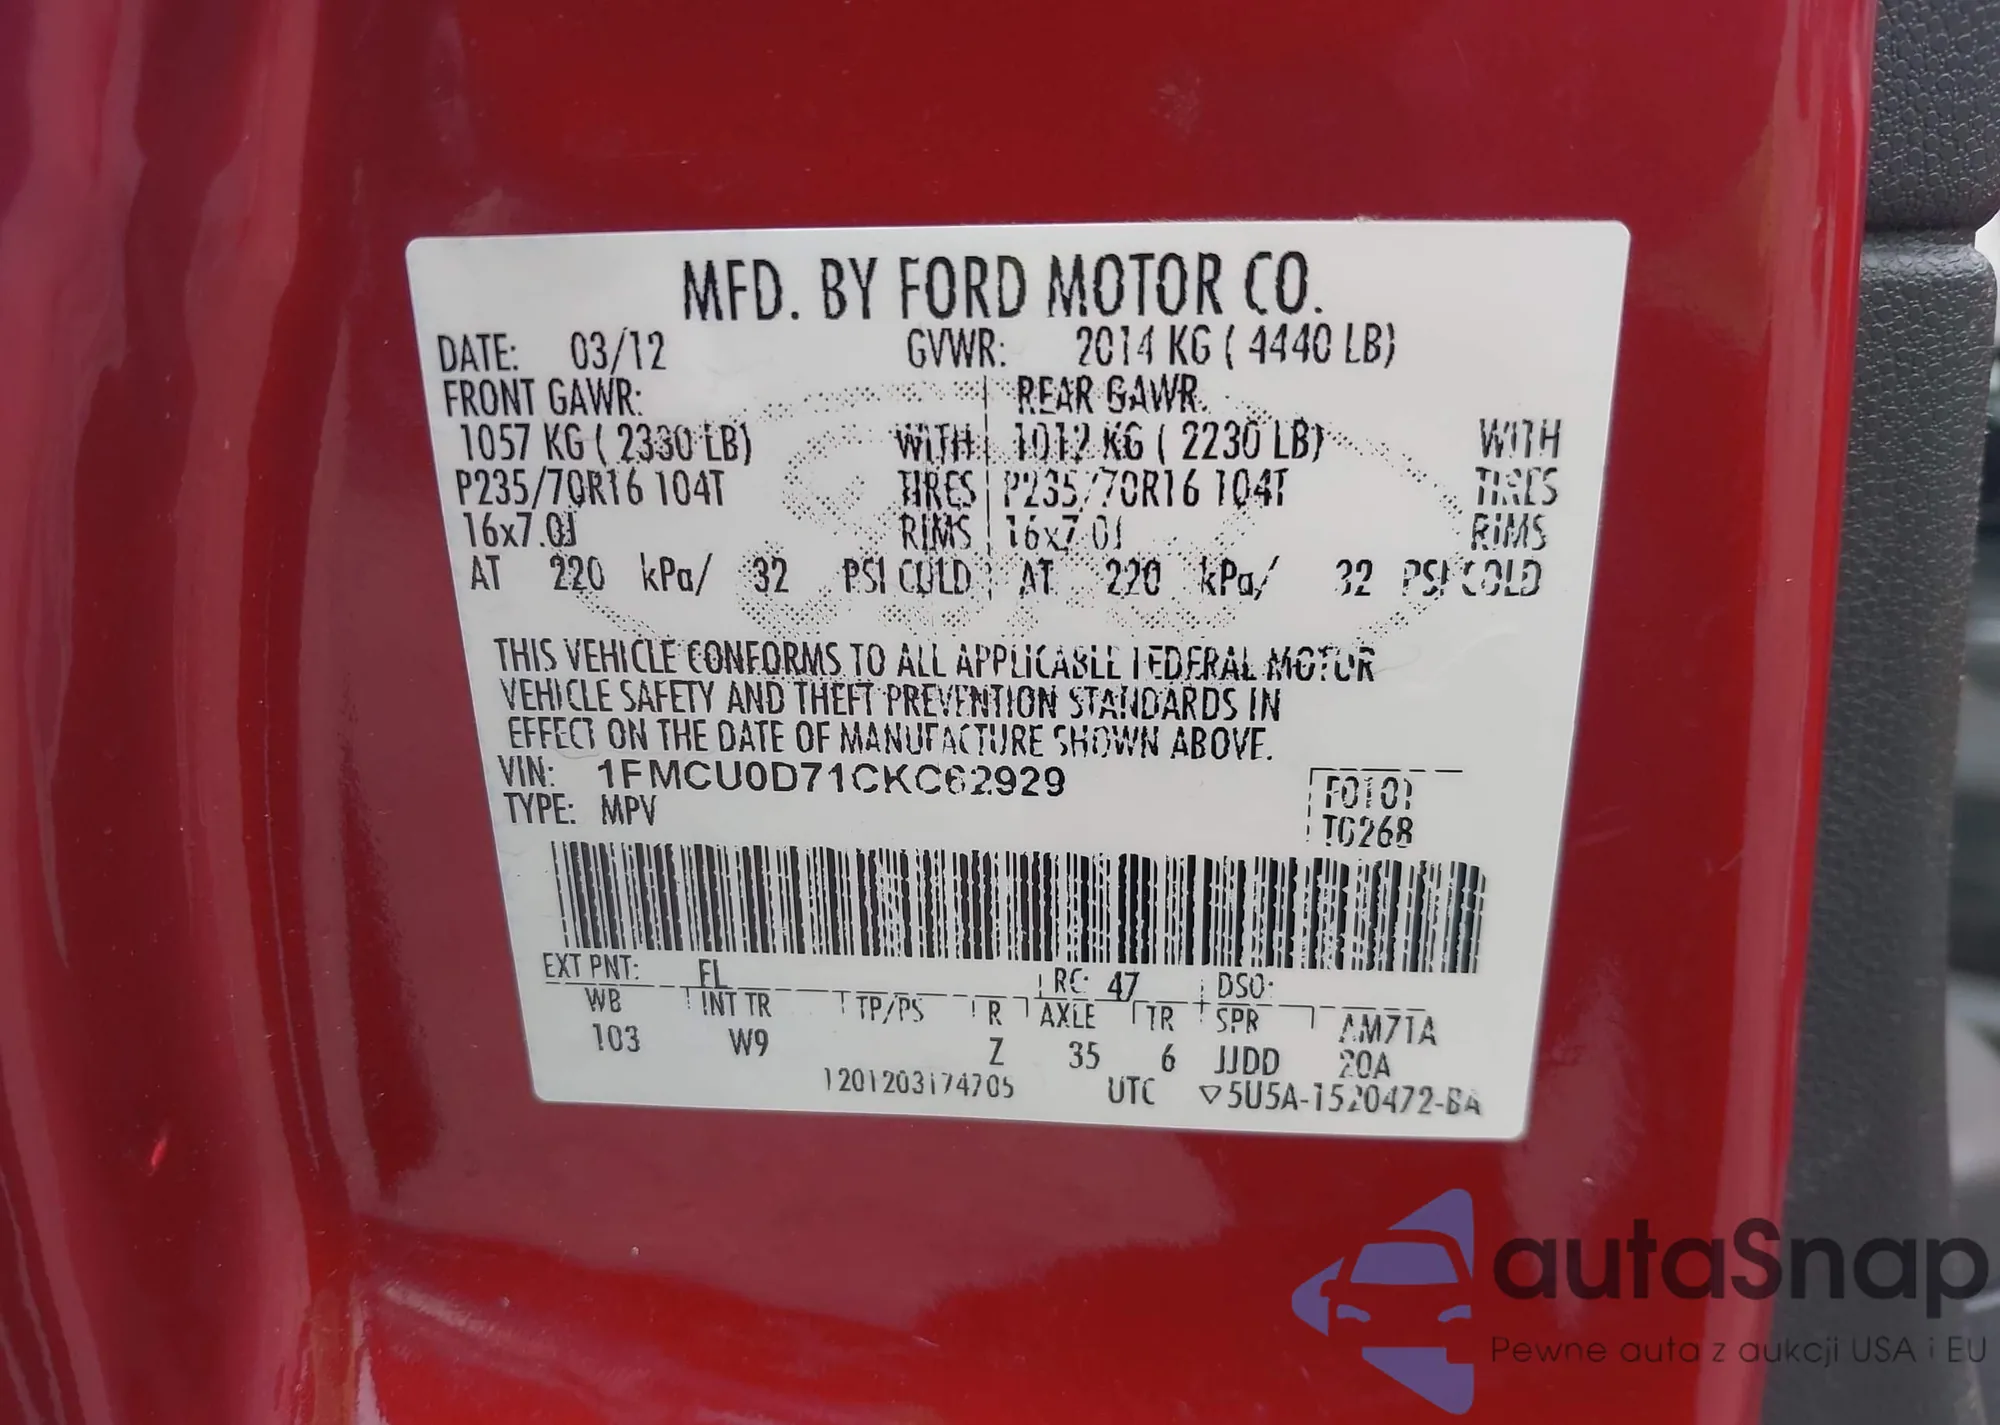 MFD. BY FORD MOTOR CO.
DATE: 03/12 GVWR: 2014 KG ( 4440 LB)
FRONT GAWR: REAR GAWR:
1057 KG ( 2330 LB) WITH 1012 KG ( 2230 LB) WITH
P235/70R16 104T TIRES P235/70R16 104T TIRES
16x7.0J RIMS 16x7.0J RIMS
AT 220 kPa/ 32 PSI COLD AT 220 kPa/ 32 PSI COLD
THIS VEHICLE CONFORMS TO ALL APPLICABLE FEDERAL MOTOR
VEHICLE SAFETY AND THEFT PREVENTION STANDARDS IN
EFFECT ON THE DATE OF MANUFACTURE SHOWN ABOVE.
VIN: 1FMCU0D71CKC62929
TYPE: MPV
F0101
T0268
EXT PNT: FL RC: 47 DSO:
WB INT TR TP/PS R AXLE TR SPR AM71A
103 W9 Z 35 6 JJDD 20A
1201203174705 UTC ▽5U5A-1520472-BA
autaSnap
Pewne auta z aukcji USA i EU